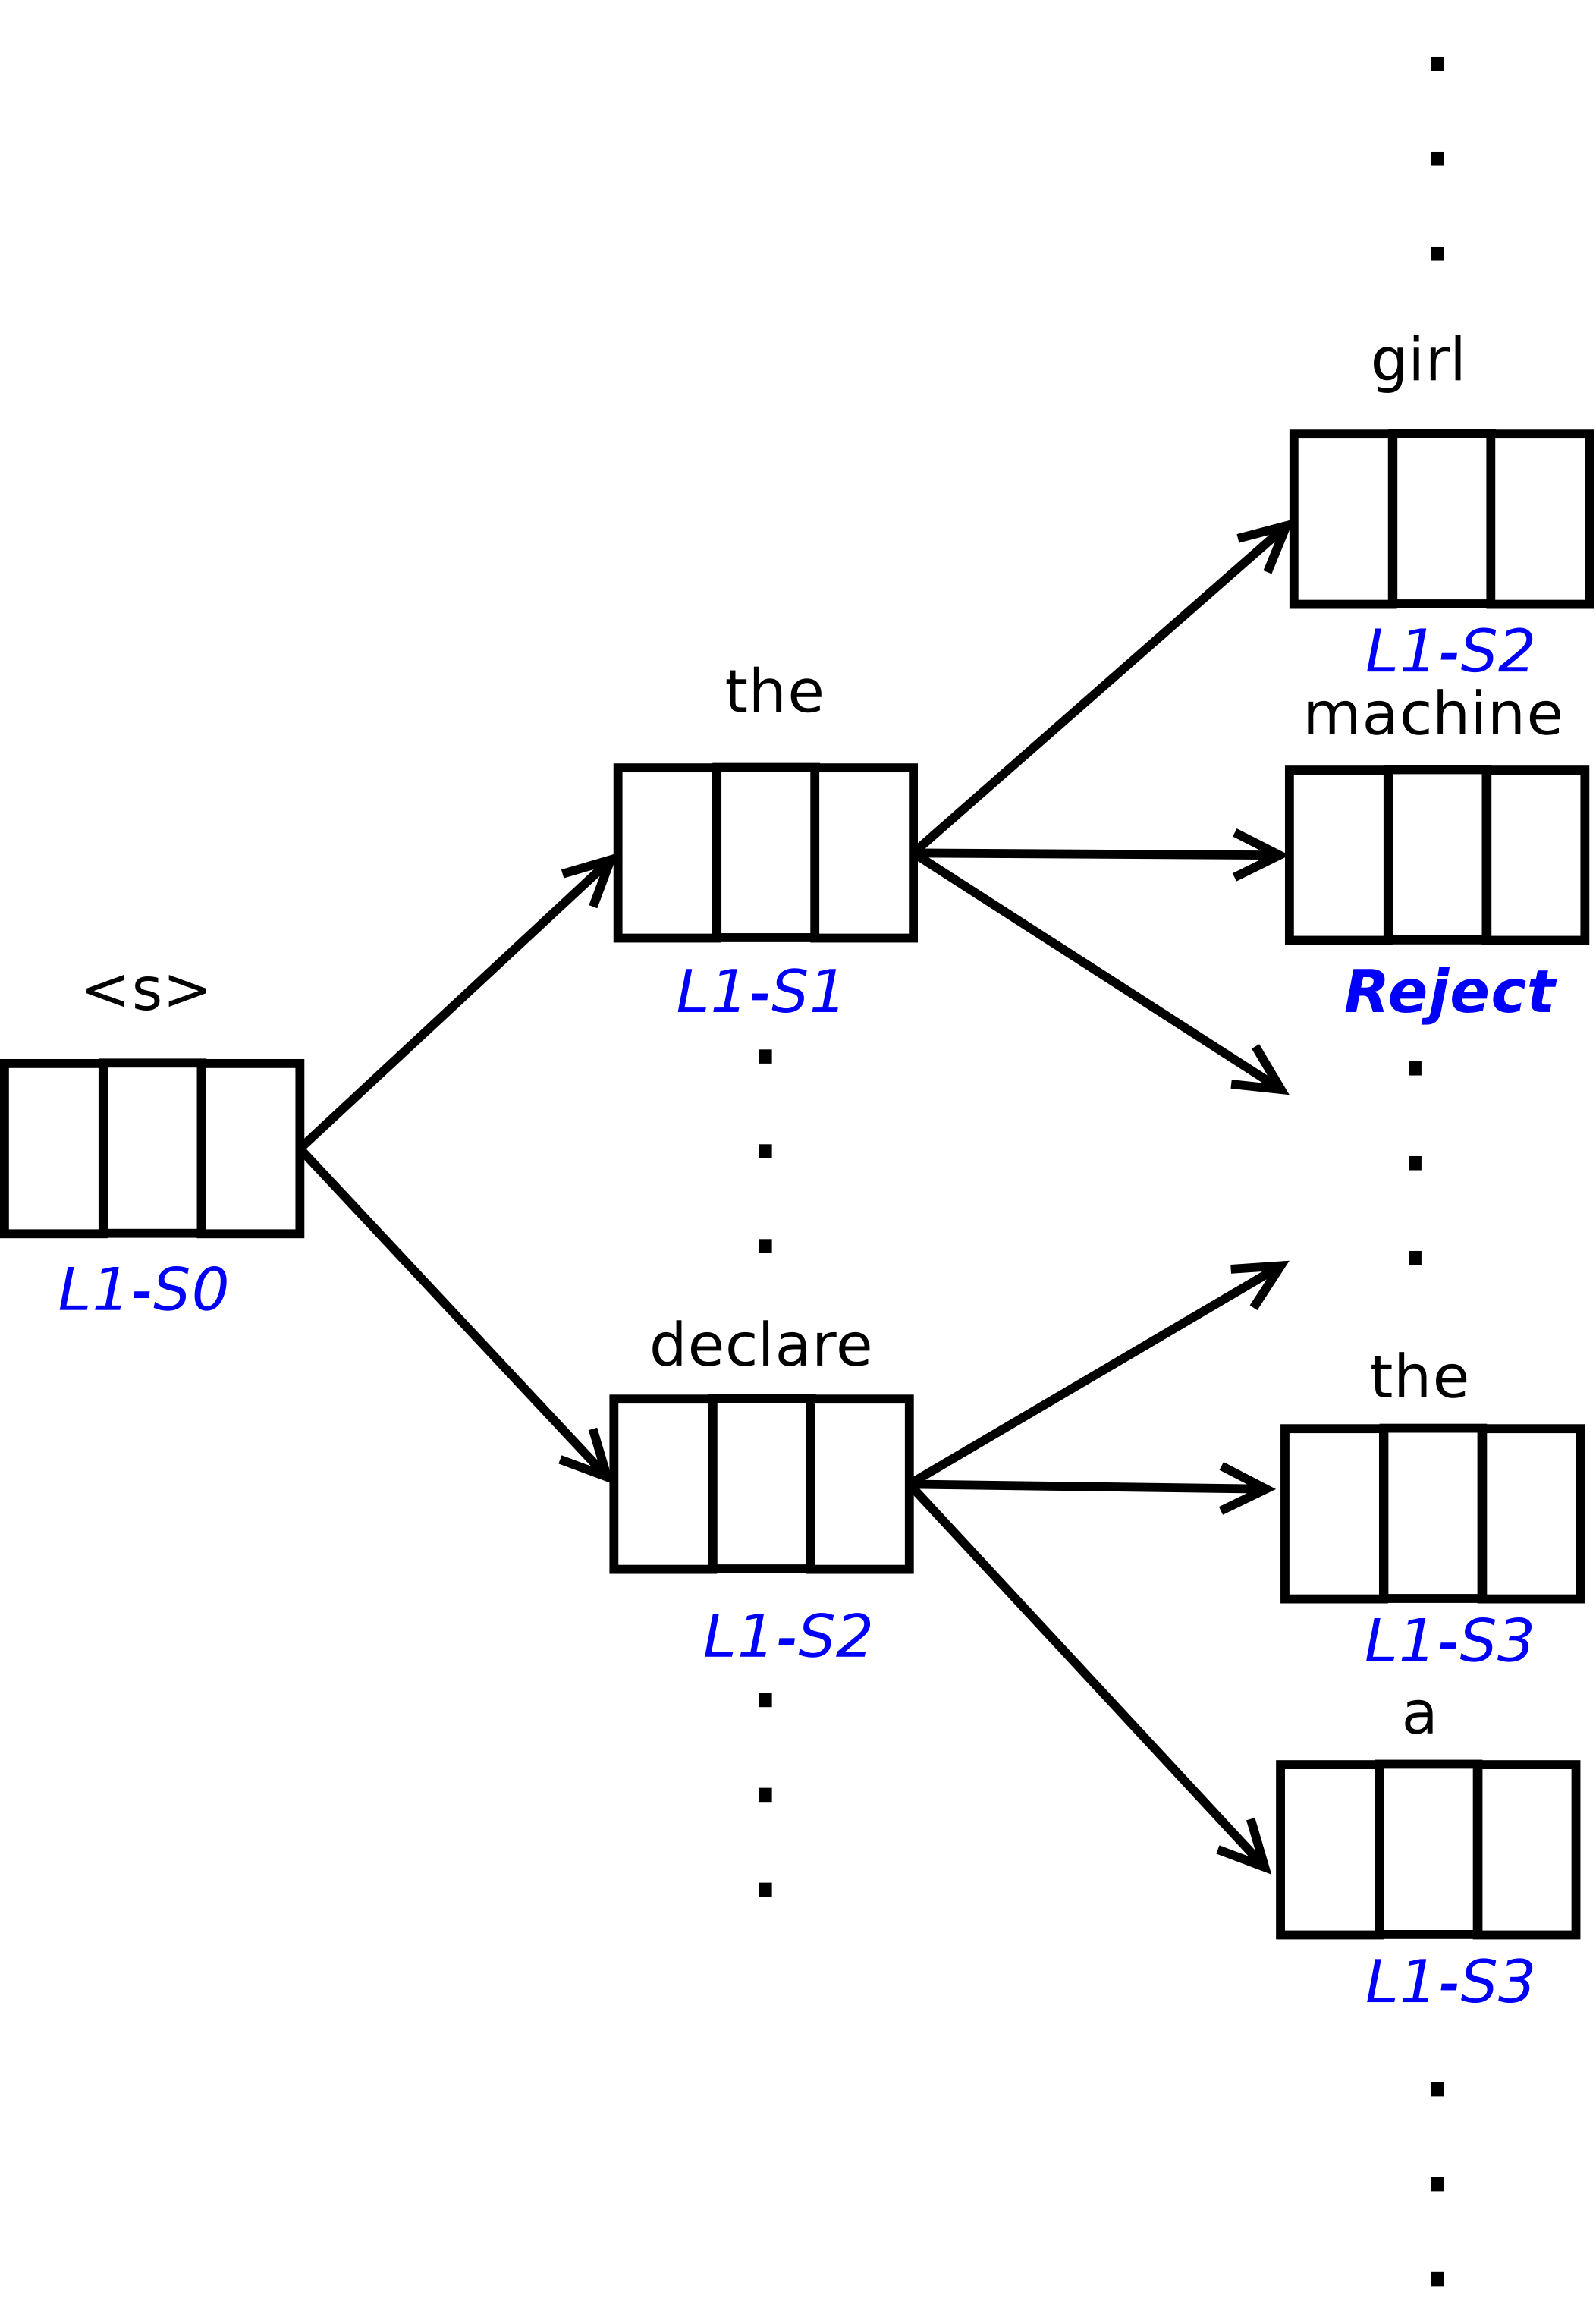 <s>
L1-S0
the
L1-S1
declare
L1-S2
girl
L1-S2
machine
Reject
the
L1-S3
a
L1-S3